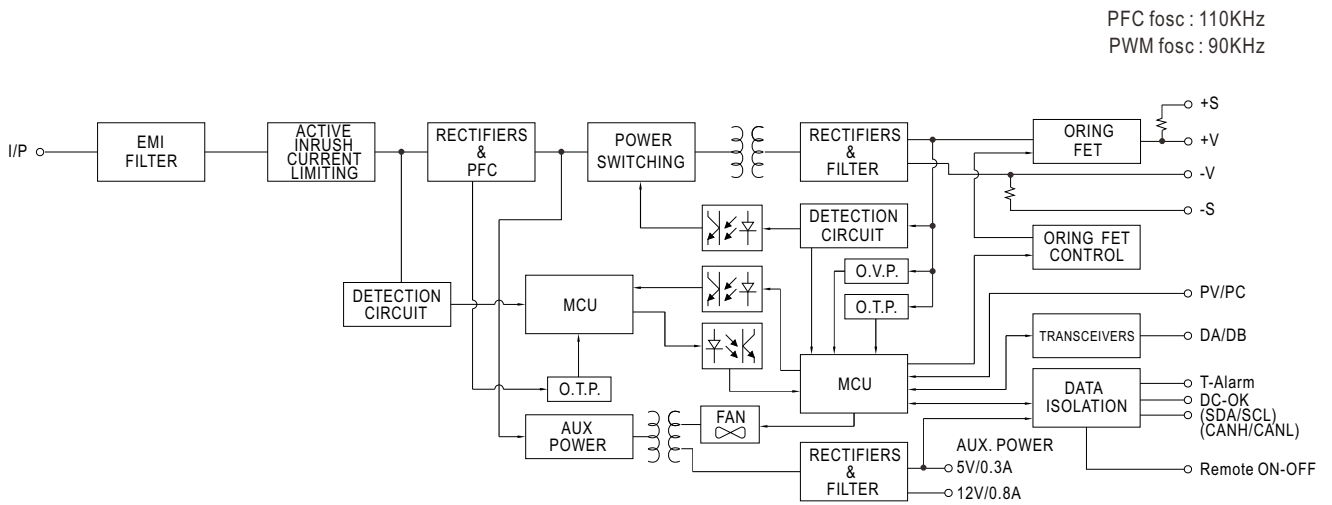 PFC fosc : 110KHz
PWM fosc : 90KHz
I/P
EMI
FILTER
ACTIVE
INRUSH
CURRENT
LIMITING
RECTIFIERS
&
PFC
POWER
SWITCHING
RECTIFIERS
&
FILTER
ORING
FET
+S
+V
-V
-S
DETECTION
CIRCUIT
ORING FET
CONTROL
O.V.P.
O.T.P.
DETECTION
CIRCUIT
MCU
PV/PC
TRANSCEIVERS
DA/DB
O.T.P.
MCU
DATA
ISOLATION
T-Alarm
DC-OK
(SDA/SCL)
(CANH/CANL)
AUX
POWER
FAN
RECTIFIERS
&
FILTER
AUX. POWER
5V/0.3A
12V/0.8A
Remote ON-OFF